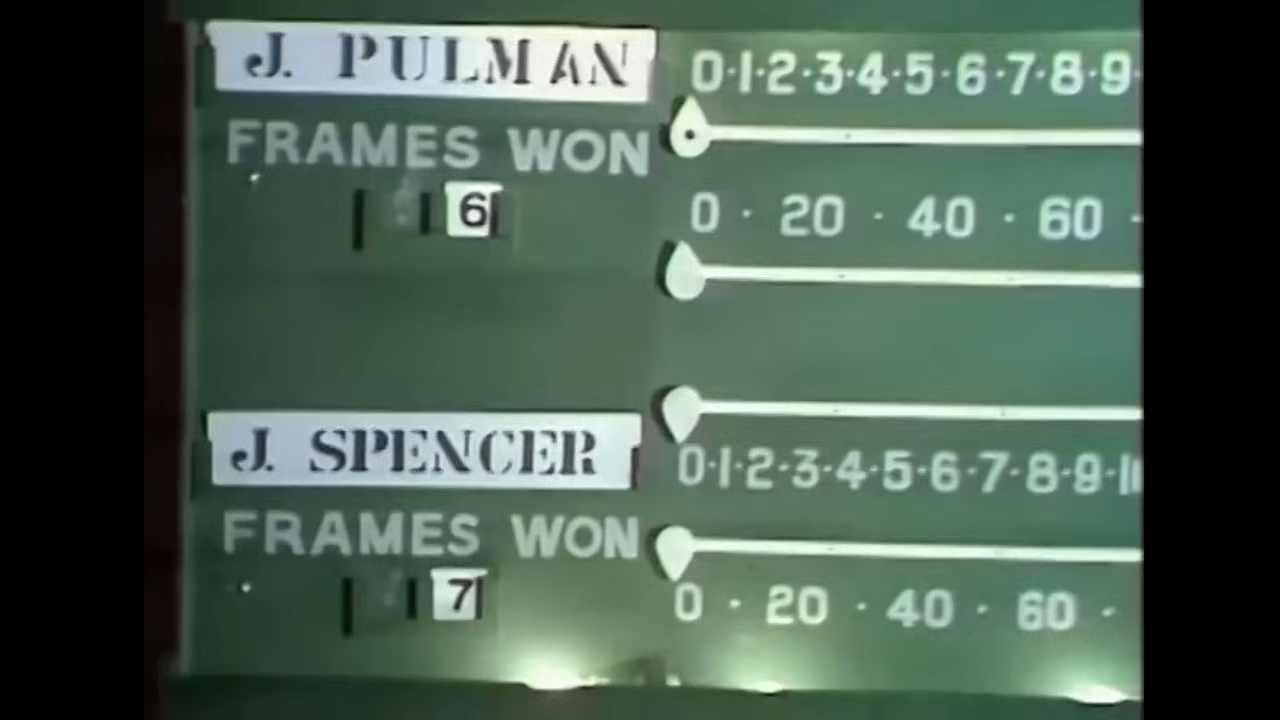 J. PULMAN
0·1·2·3·4·5·6·7·8·9·
FRAMES WON
6
0 · 20 · 40 · 60 ·
J. SPENCER
0·1·2·3·4·5·6·7·8·9·1
FRAMES WON
7
0 · 20 · 40 · 60 ·